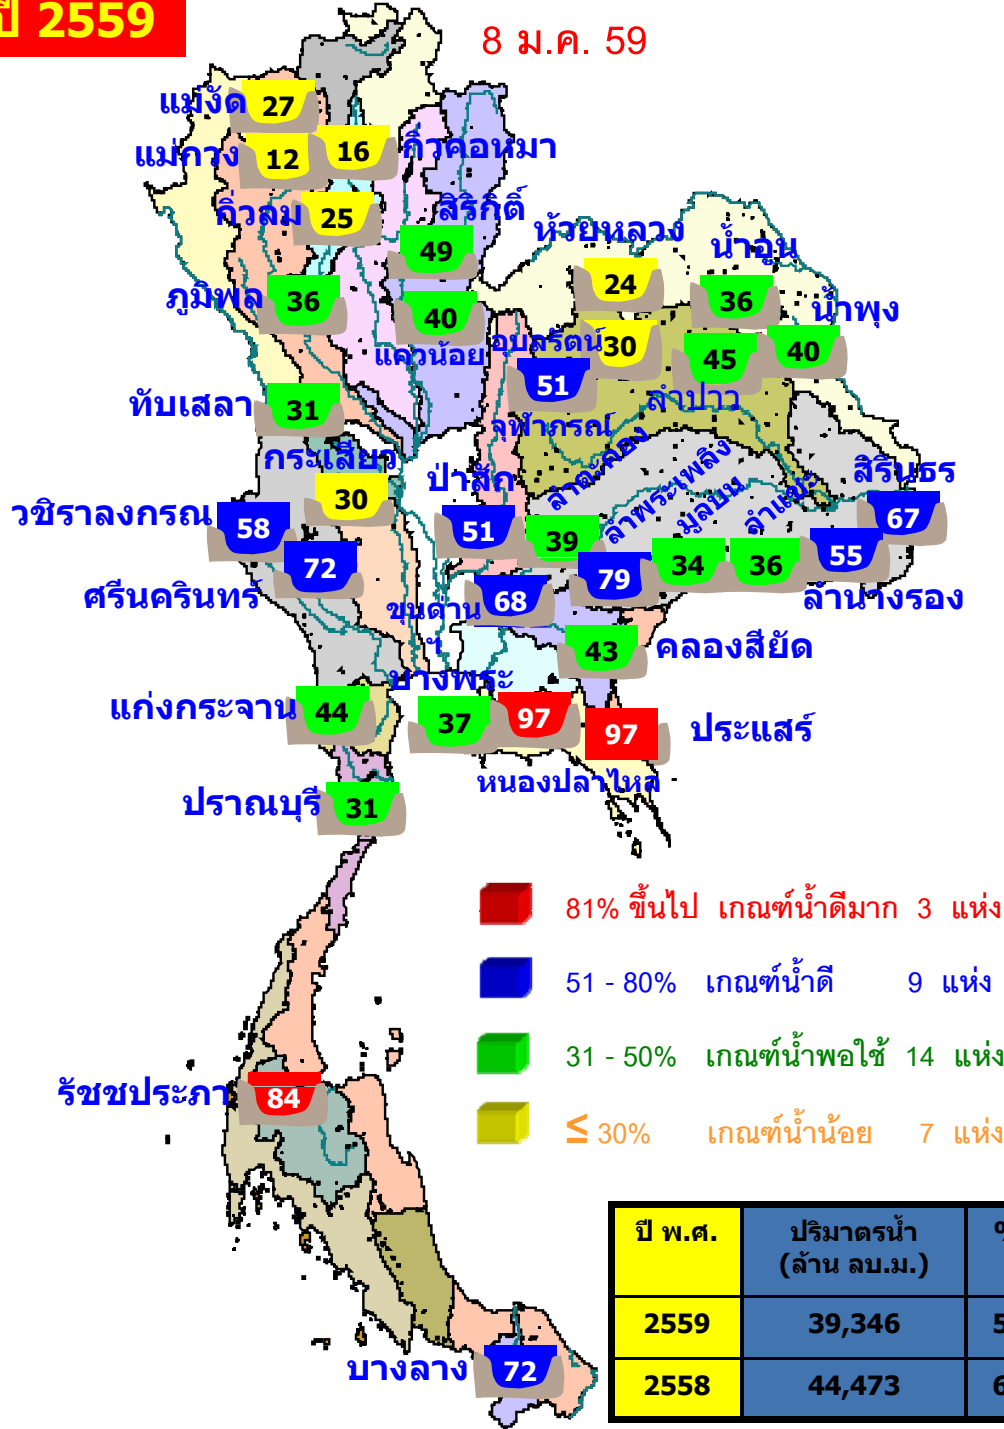 ปี 2559
8 ม.ค. 59
แม่งัด 27
แม่กวง 12
16 กิ่วคอหมา
กิ่วลม 25
สิริกิติ์
49
ห้วยหลวง
24
น้ำอูน
36
ภูมิพล 36
40
แควน้อย
น้ำพุง
40
อุบลรัตน์ 30
51
จุฬาภรณ์
45
ลำปาว
ทับเสลา 31
กระเสียว
30
ป่าสัก
51
ลำตะคอง
39
ลำพระเพลิง
79
มูลบน
34
ลำแชะ
36
สิรินธร
67
55
ลำนางรอง
วชิราลงกรณ 58
72
ศรีนครินทร์
ขุนด่าน
ฯ
68
43 คลองสียัด
บางพระ
37
97
หนองปลาไหล
97 ประแสร์
แก่งกระจาน 44
ปราณบุรี 31
81% ขึ้นไป เกณฑ์น้ำดีมาก 3 แห่ง
51 - 80% เกณฑ์น้ำดี 9 แห่ง
31 - 50% เกณฑ์น้ำพอใช้ 14 แห่ง
≤ 30% เกณฑ์น้ำน้อย 7 แห่ง
รัชชประภา 84
บางลาง 72
ปี พ.ศ. ปริมาตรน้ำ
(ล้าน ลบ.ม.)
2559 39,346
2558 44,473